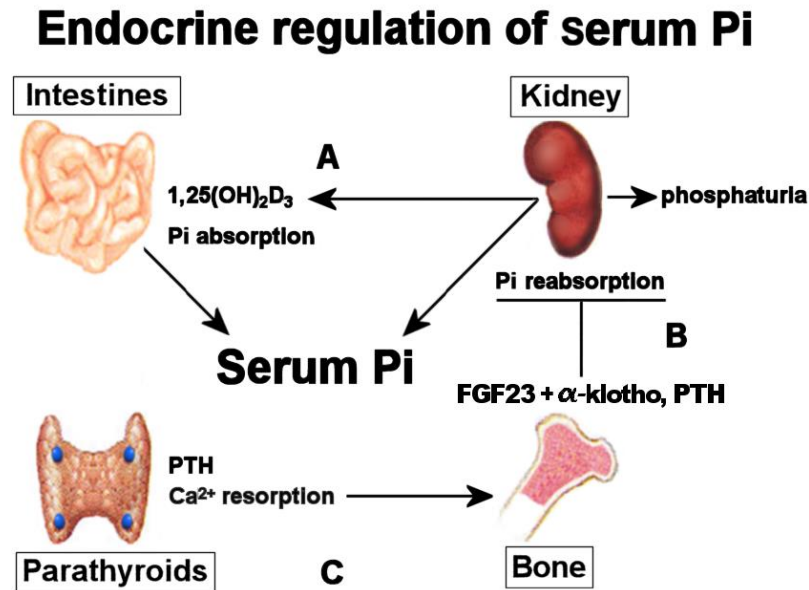 Endocrine regulation of serum Pi
Intestines
Kidney
A
1,25(OH)₂D₃
Pi absorption
phosphaturia
Pi reabsorption
B
Serum Pi
FGF23 + α-klotho, PTH
PTH
Ca²⁺ resorption
Parathyroids
C
Bone